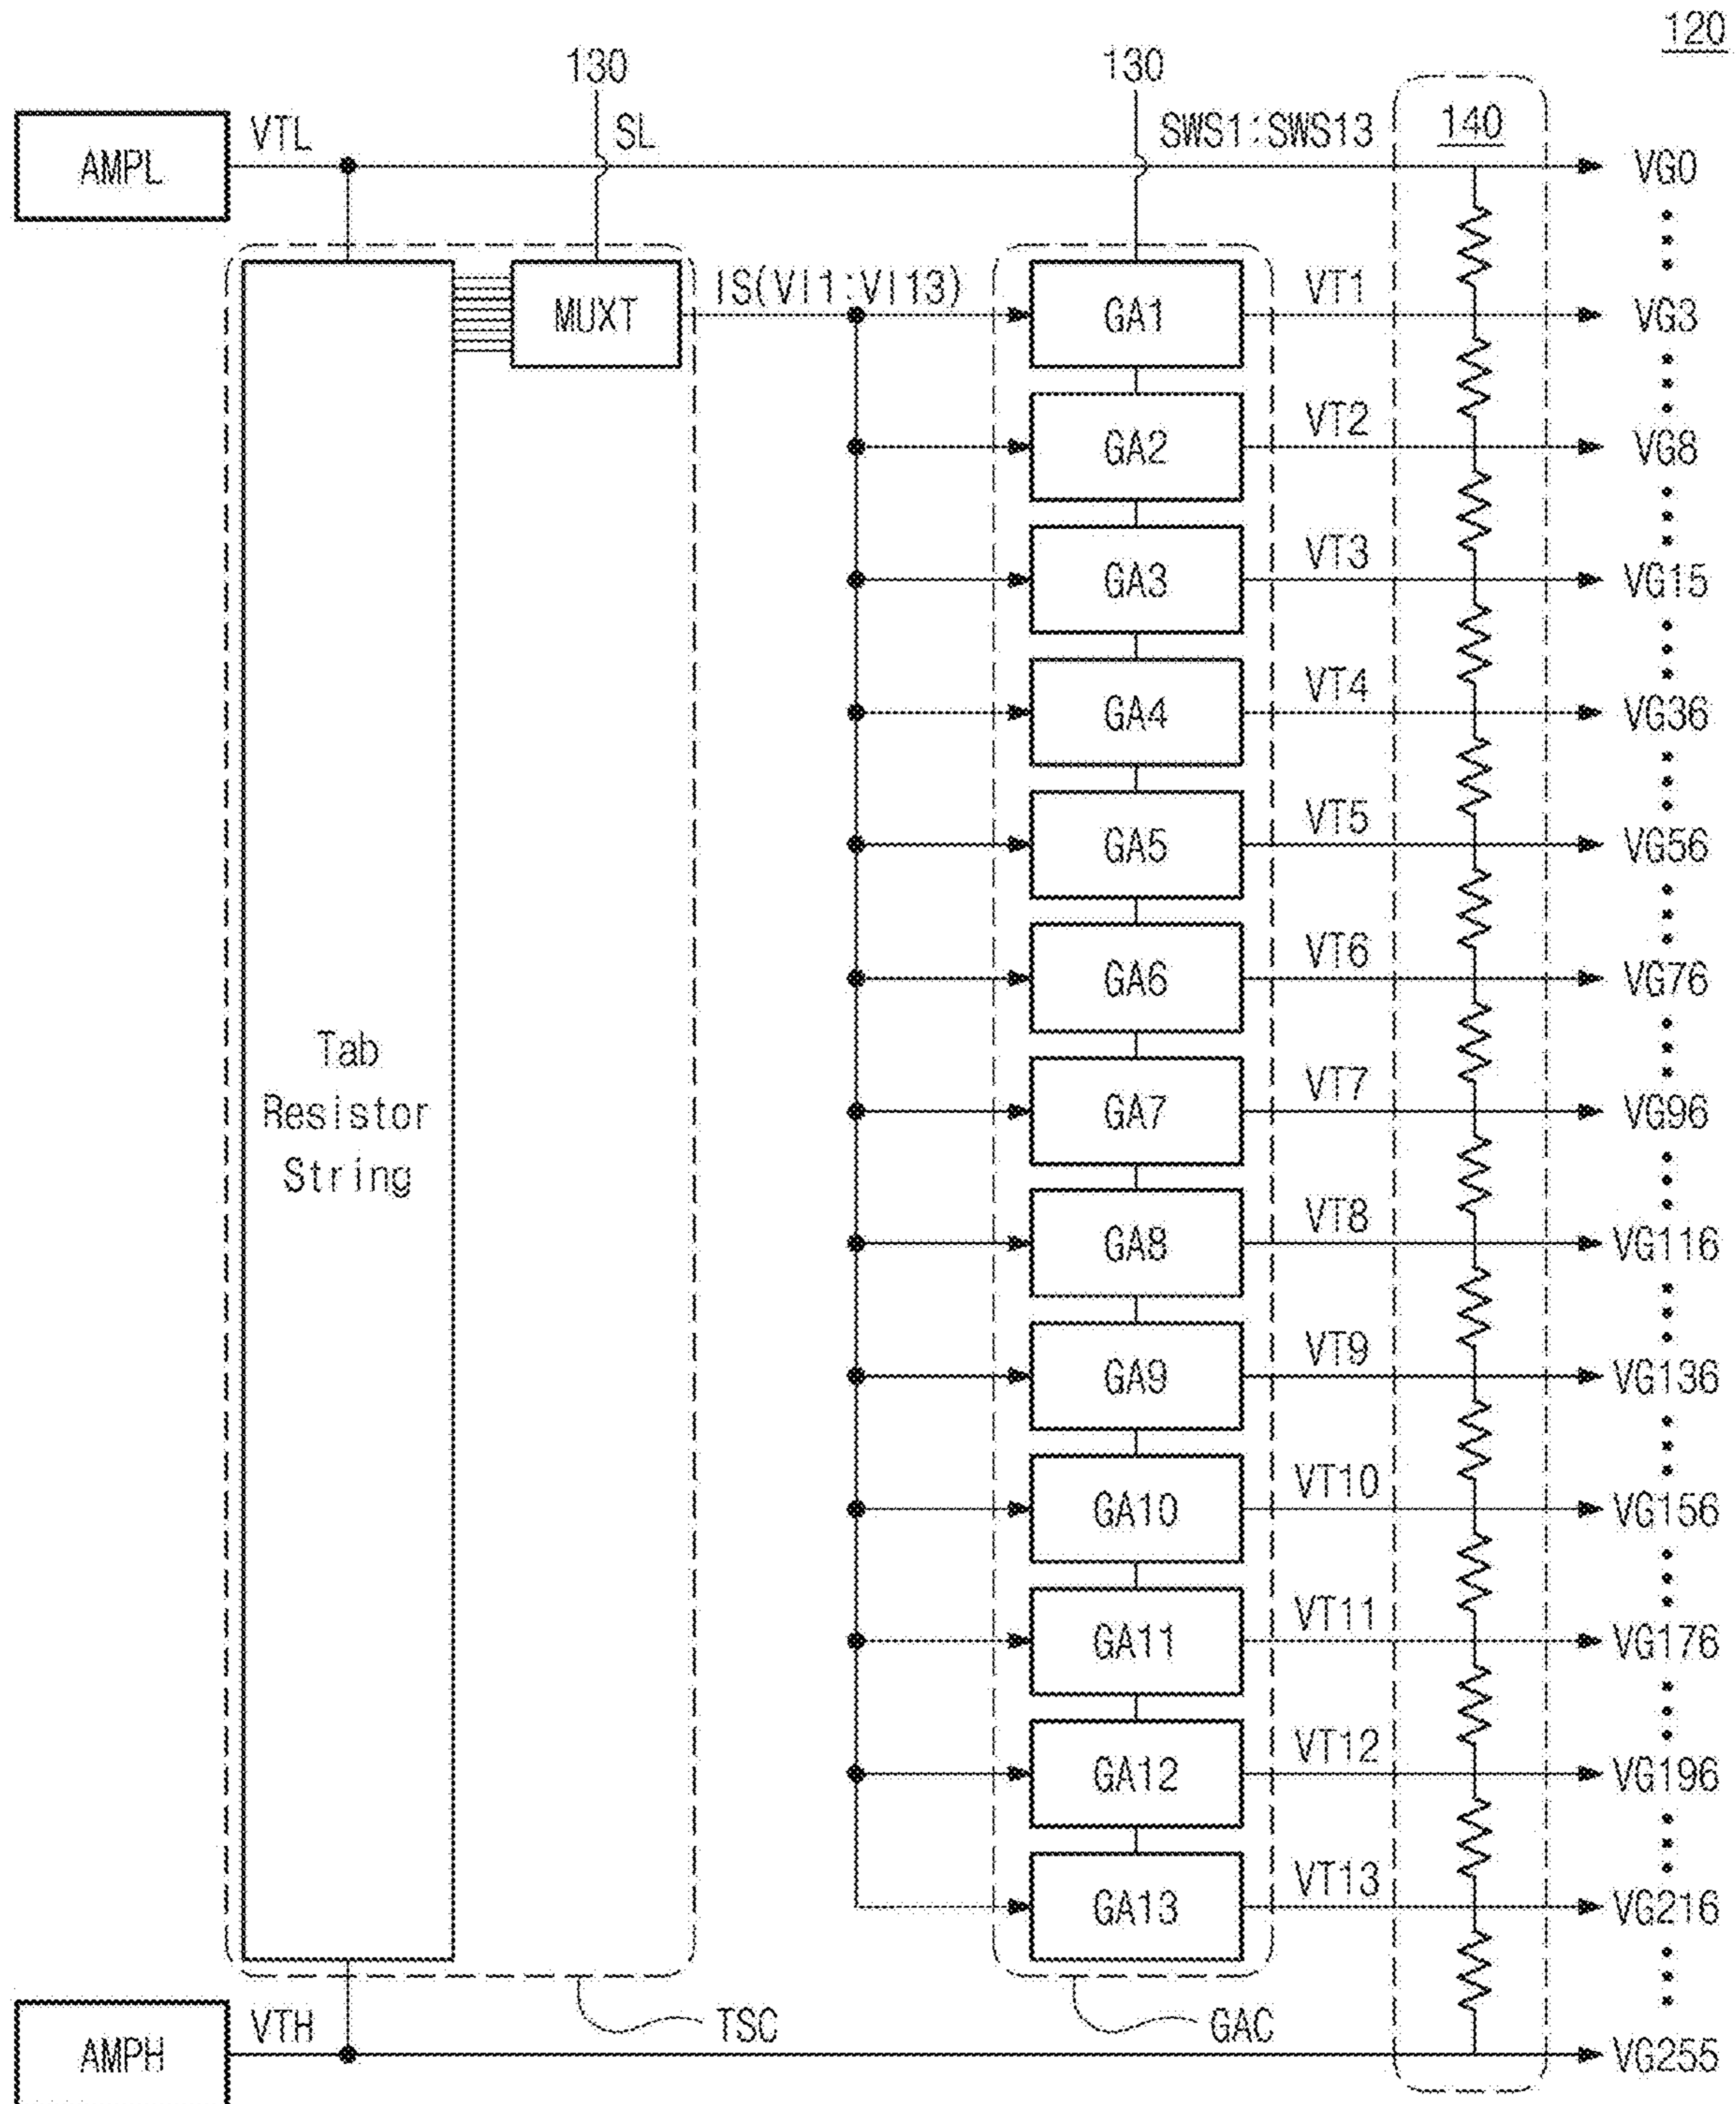 120
130
130
AMPL
VTL
SL
SWS1:SWS13
140
VG0
MUXT
IS(VI1:VI13)
GA1
VT1
VG3
GA2
VT2
VG8
GA3
VT3
VG15
GA4
VT4
VG36
GA5
VT5
VG56
GA6
VT6
VG76
Tab
Resistor
String
GA7
VT7
VG96
GA8
VT8
VG116
GA9
VT9
VG136
GA10
VT10
VG156
GA11
VT11
VG176
GA12
VT12
VG196
GA13
VT13
VG216
AMPH
VTH
TSC
GAC
VG255